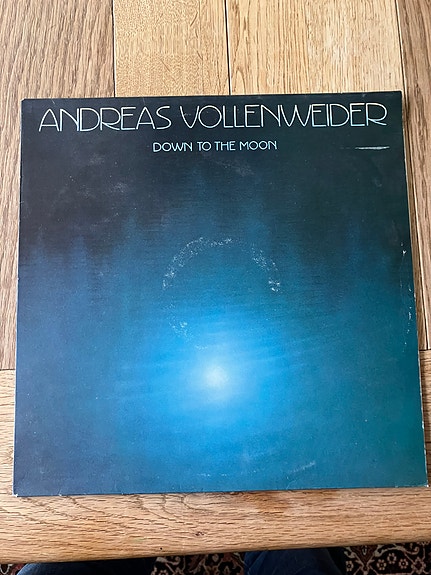 ANDREAS VOLLENWEIDER
DOWN TO THE MOON